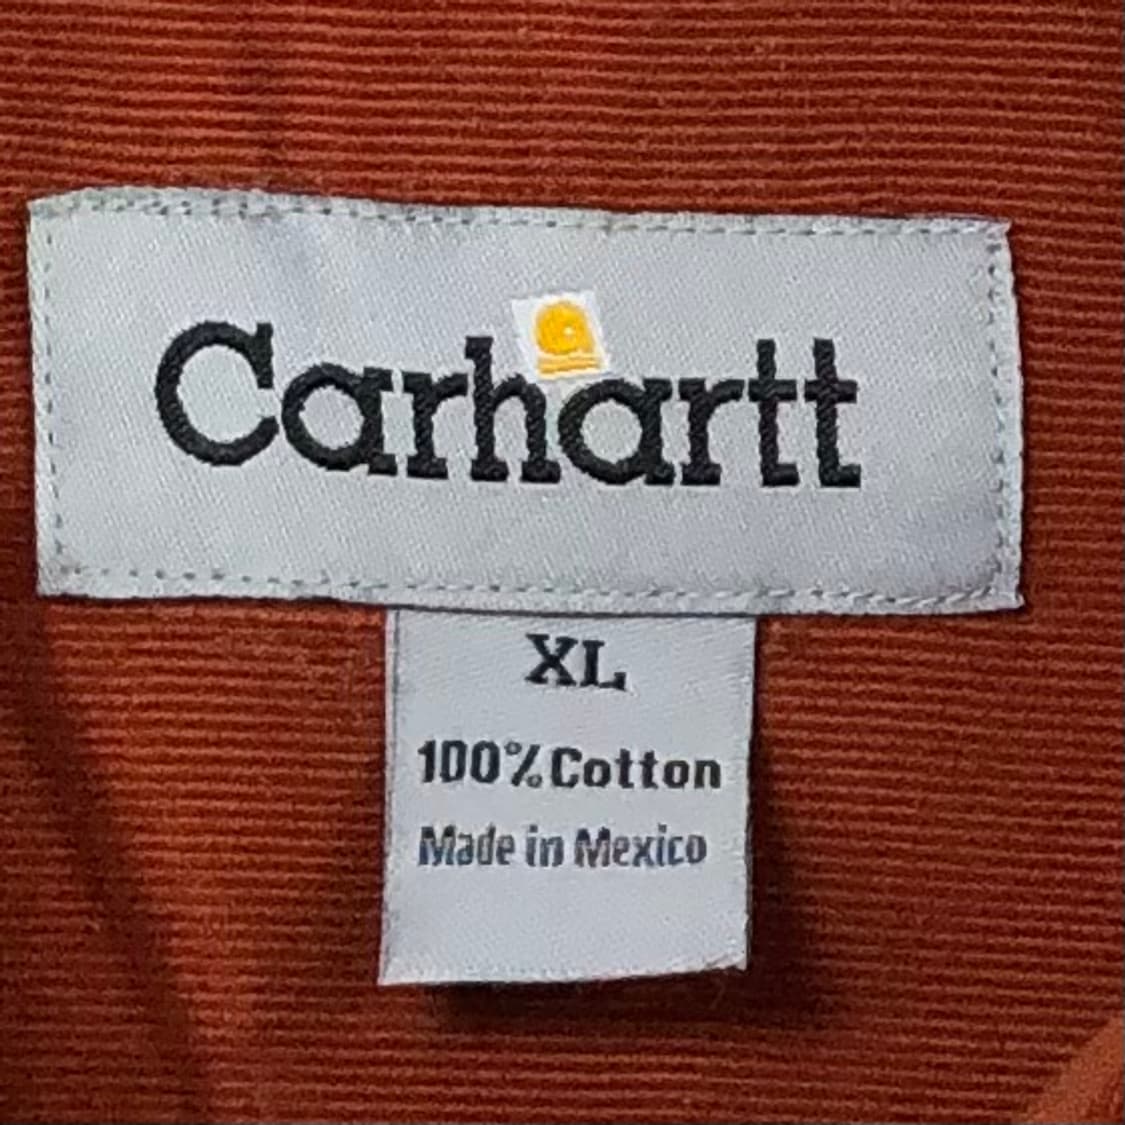 Carhartt
XL
100% Cotton
Made in Mexico